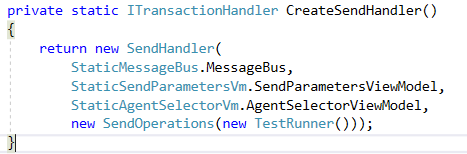 private static ITransactionHandler CreateSendHandler()
{
return new SendHandler(
StaticMessageBus.MessageBus,
StaticSendParametersVm.SendParametersViewModel,
StaticAgentSelectorVm.AgentSelectorViewModel,
new SendOperations(new TestRunner()));
}